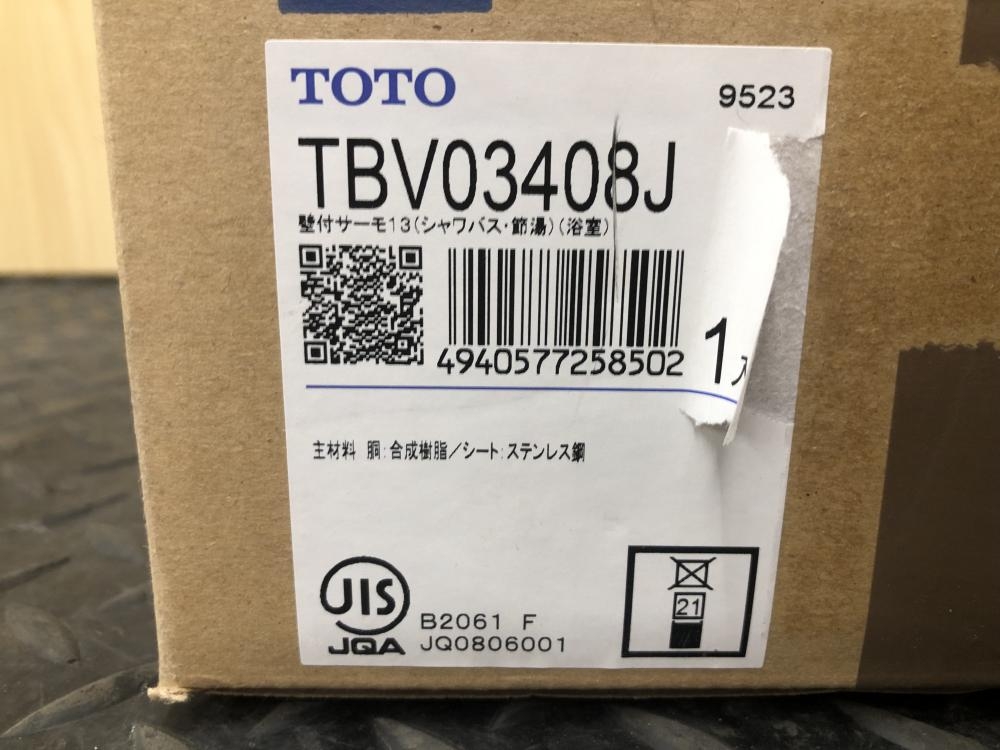 TOTO
9523
TBV03408J
壁付サーモ13(シャワバス・節湯)(浴室)
4940577258502
1入
主材料 胴:合成樹脂/シート:ステンレス鋼
JIS
JQA
B2061 F
JQ0806001
21